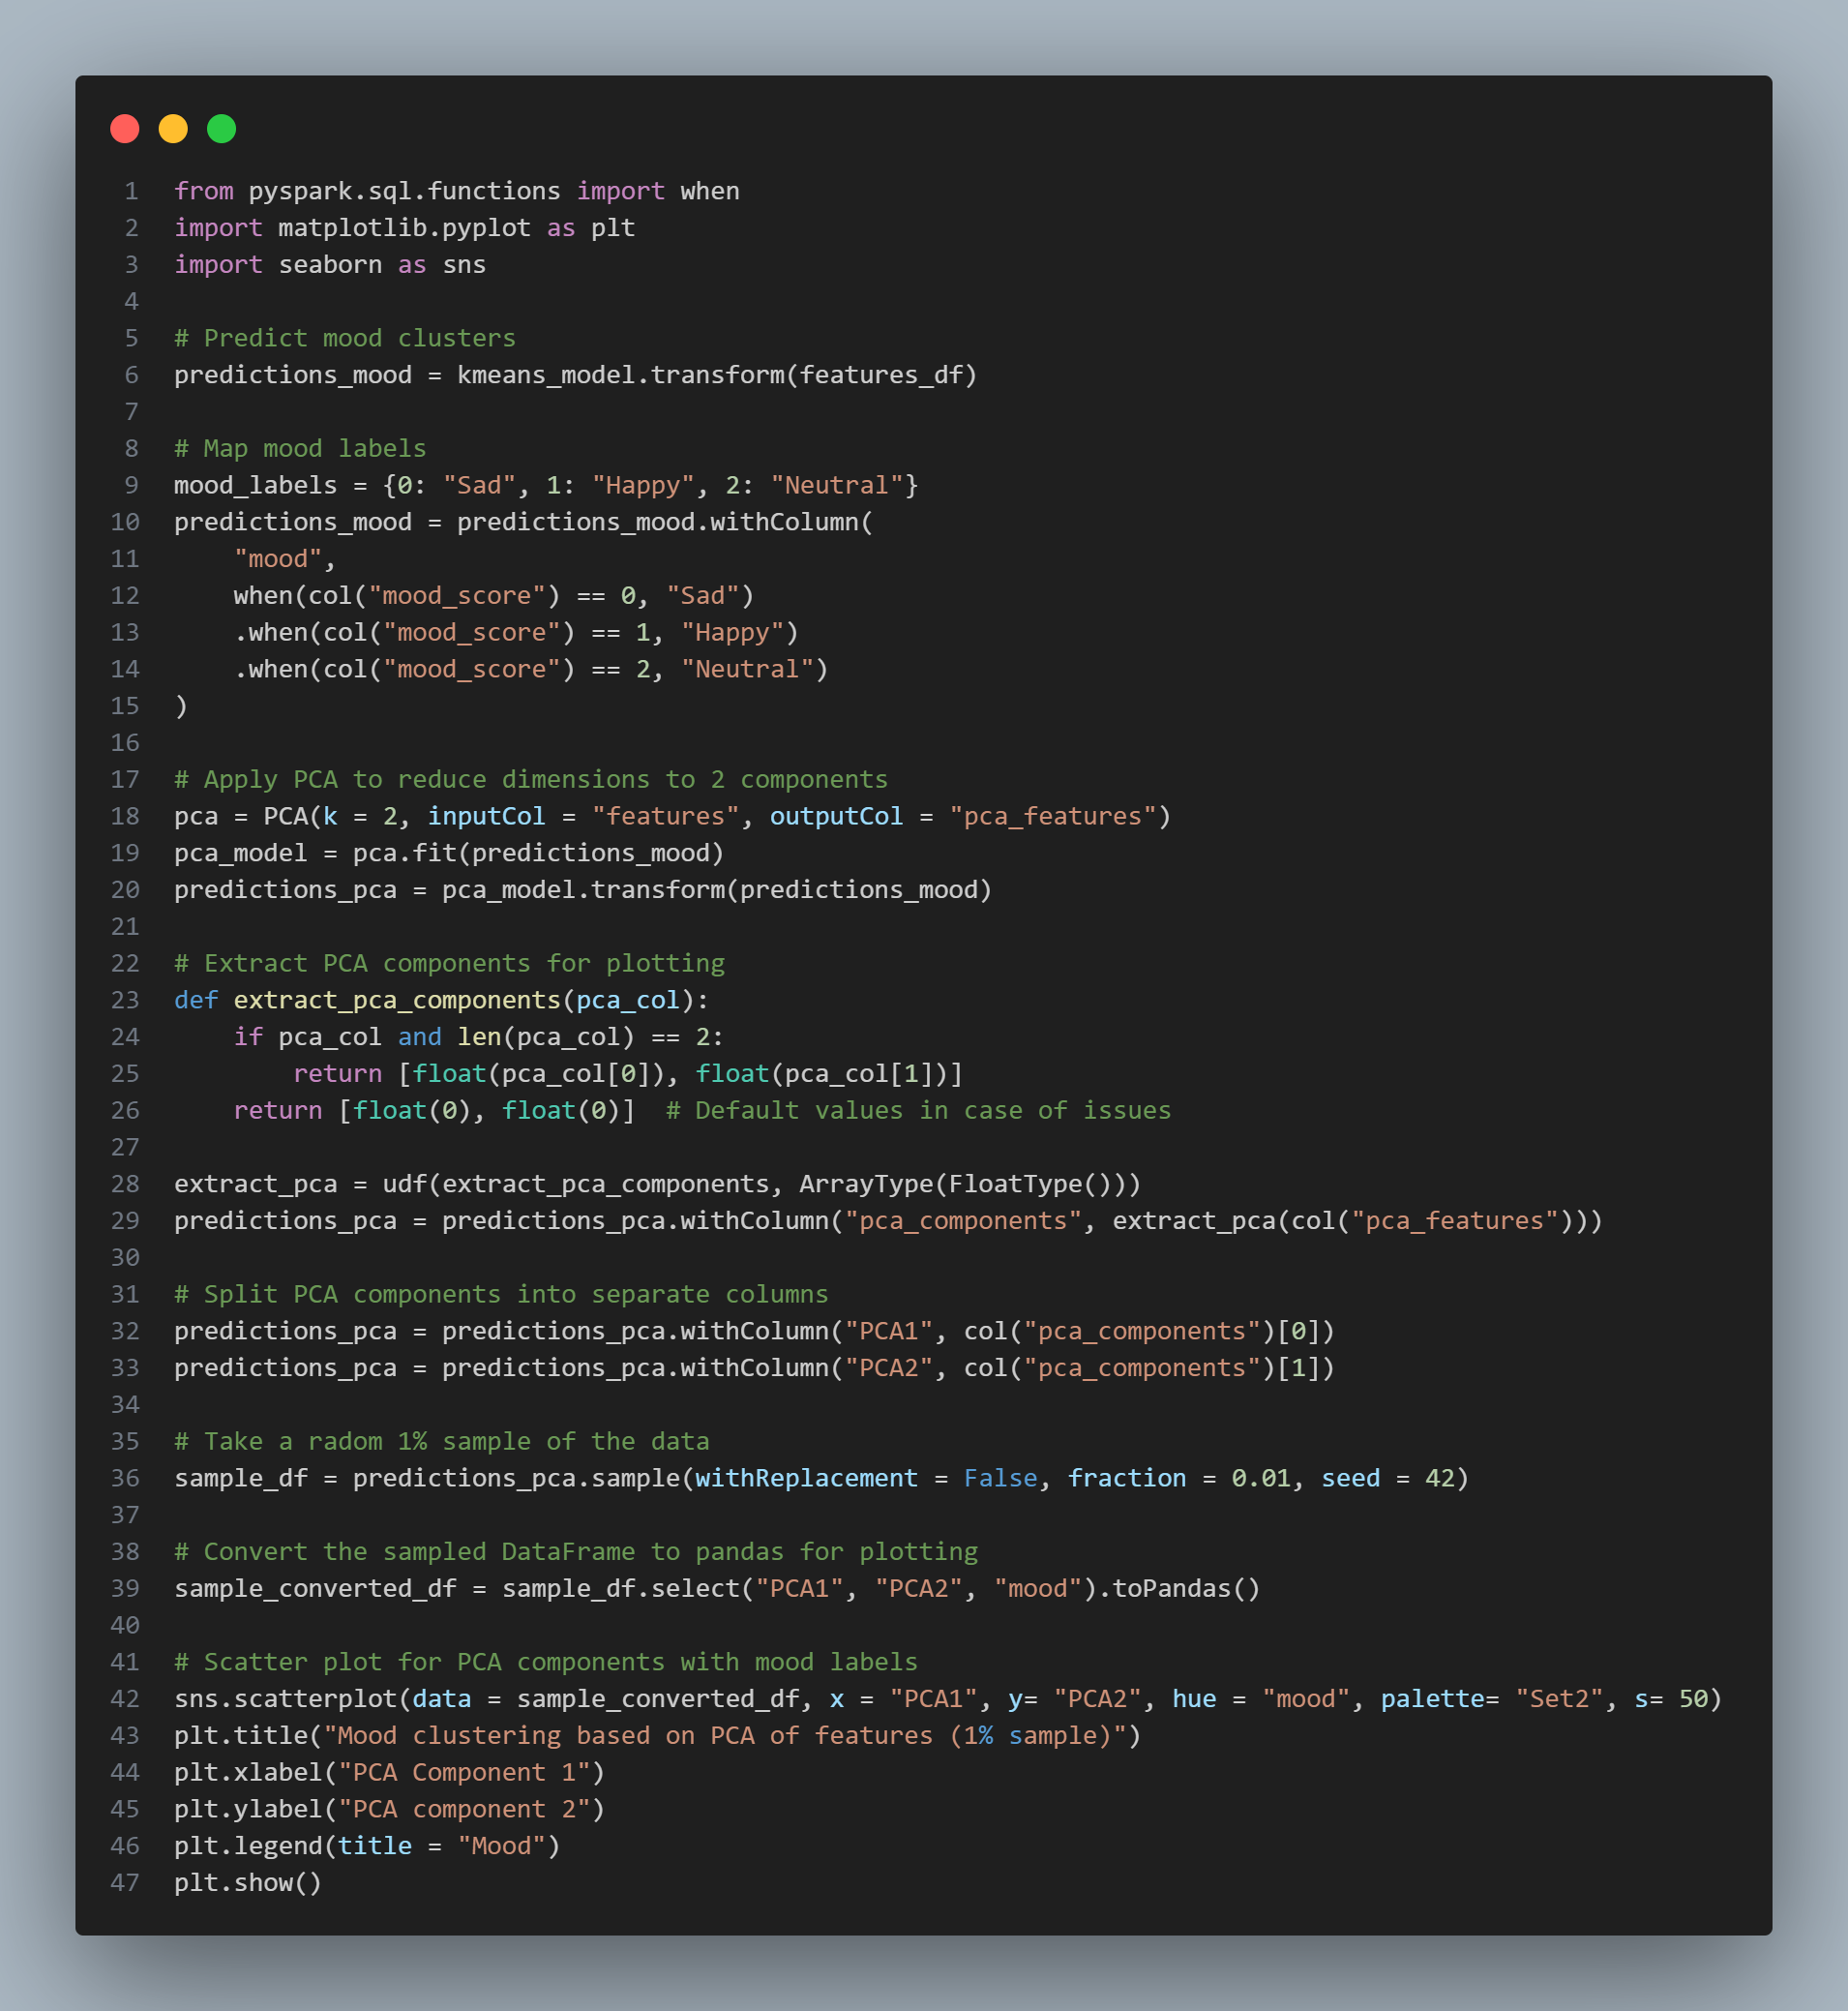 1 from pyspark.sql.functions import when
2 import matplotlib.pyplot as plt
3 import seaborn as sns
4
5 # Predict mood clusters
6 predictions_mood = kmeans_model.transform(features_df)
7
8 # Map mood labels
9 mood_labels = {0: "Sad", 1: "Happy", 2: "Neutral"}
10 predictions_mood = predictions_mood.withColumn(
11     "mood",
12     when(col("mood_score") == 0, "Sad")
13     .when(col("mood_score") == 1, "Happy")
14     .when(col("mood_score") == 2, "Neutral")
15 )
16
17 # Apply PCA to reduce dimensions to 2 components
18 pca = PCA(k = 2, inputCol = "features", outputCol = "pca_features")
19 pca_model = pca.fit(predictions_mood)
20 predictions_pca = pca_model.transform(predictions_mood)
21
22 # Extract PCA components for plotting
23 def extract_pca_components(pca_col):
24     if pca_col and len(pca_col) == 2:
25         return [float(pca_col[0]), float(pca_col[1])]
26     return [float(0), float(0)]  # Default values in case of issues
27
28 extract_pca = udf(extract_pca_components, ArrayType(FloatType()))
29 predictions_pca = predictions_pca.withColumn("pca_components", extract_pca(col("pca_features")))
30
31 # Split PCA components into separate columns
32 predictions_pca = predictions_pca.withColumn("PCA1", col("pca_components")[0])
33 predictions_pca = predictions_pca.withColumn("PCA2", col("pca_components")[1])
34
35 # Take a radom 1% sample of the data
36 sample_df = predictions_pca.sample(withReplacement = False, fraction = 0.01, seed = 42)
37
38 # Convert the sampled DataFrame to pandas for plotting
39 sample_converted_df = sample_df.select("PCA1", "PCA2", "mood").toPandas()
40
41 # Scatter plot for PCA components with mood labels
42 sns.scatterplot(data = sample_converted_df, x = "PCA1", y= "PCA2", hue = "mood", palette= "Set2", s= 50)
43 plt.title("Mood clustering based on PCA of features (1% sample)")
44 plt.xlabel("PCA Component 1")
45 plt.ylabel("PCA component 2")
46 plt.legend(title = "Mood")
47 plt.show()